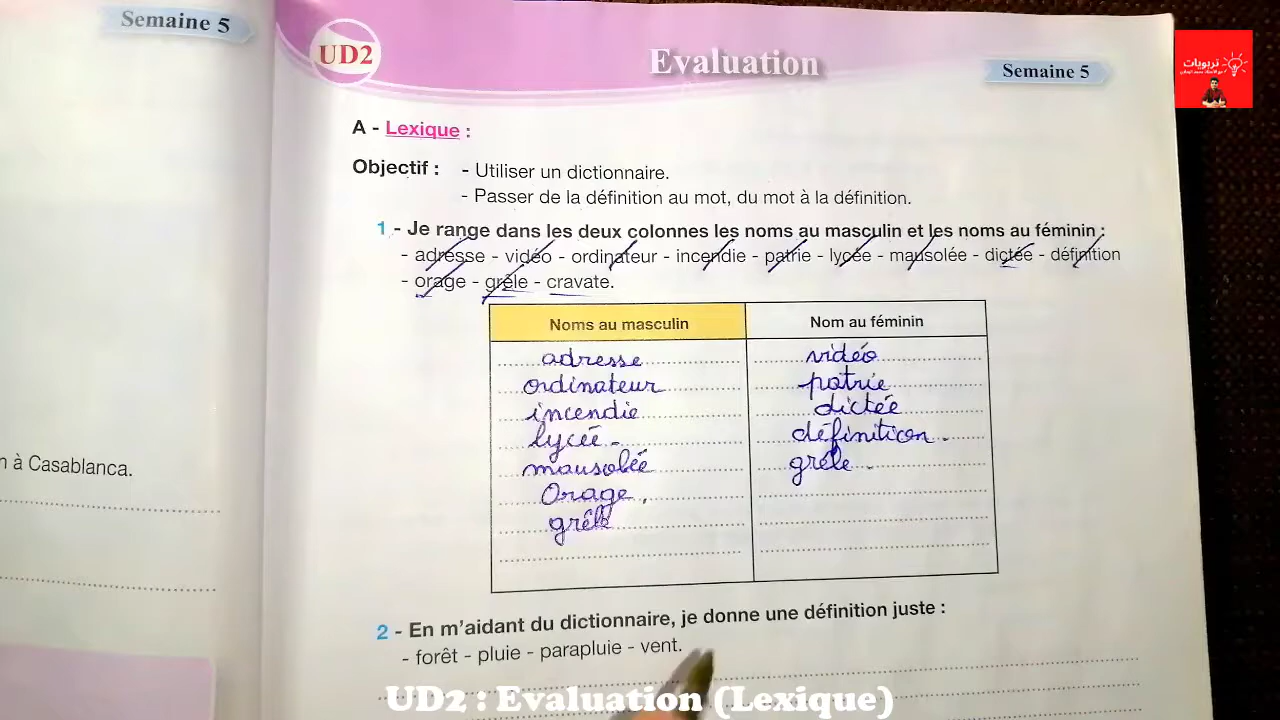 Semaine 5
UD2
Evaluation
Semaine 5
تربويات
A - Lexique :
Objectif : - Utiliser un dictionnaire.
- Passer de la définition au mot, du mot à la définition.
1 - Je range dans les deux colonnes les noms au masculin et les noms au féminin :
- adresse - vidéo - ordinateur - incendie - patrie - lycée - mausolée - dictée - définition
- orage - grêle - cravate.
Noms au masculin Nom au féminin
adresse vidéo
ordinateur patrie
incendie dictée
lycée définition
mausolée grêle
Orage
grêle
n à Casablanca.
2 - En m'aidant du dictionnaire, je donne une définition juste :
- forêt - pluie - parapluie - vent.
UD2 : Evaluation (Lexique)